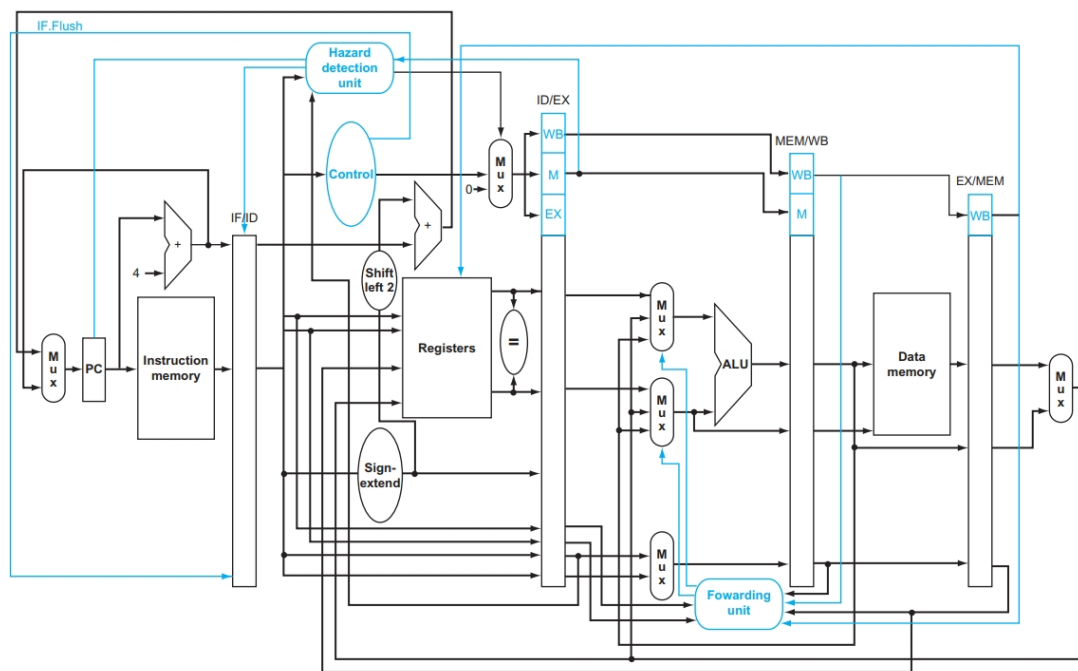 IF.Flush
Hazard
detection
unit
ID/EX
WB
MEM/WB
M
u
x
Control
M
WB
EX/MEM
0
EX
M
WB
IF/ID
+
+
4
Shift
left 2
M
u
x
Registers
=
M
u
x
PC
Instruction
memory
ALU
Data
memory
M
u
x
M
u
x
Sign-
extend
M
u
x
Fowarding
unit